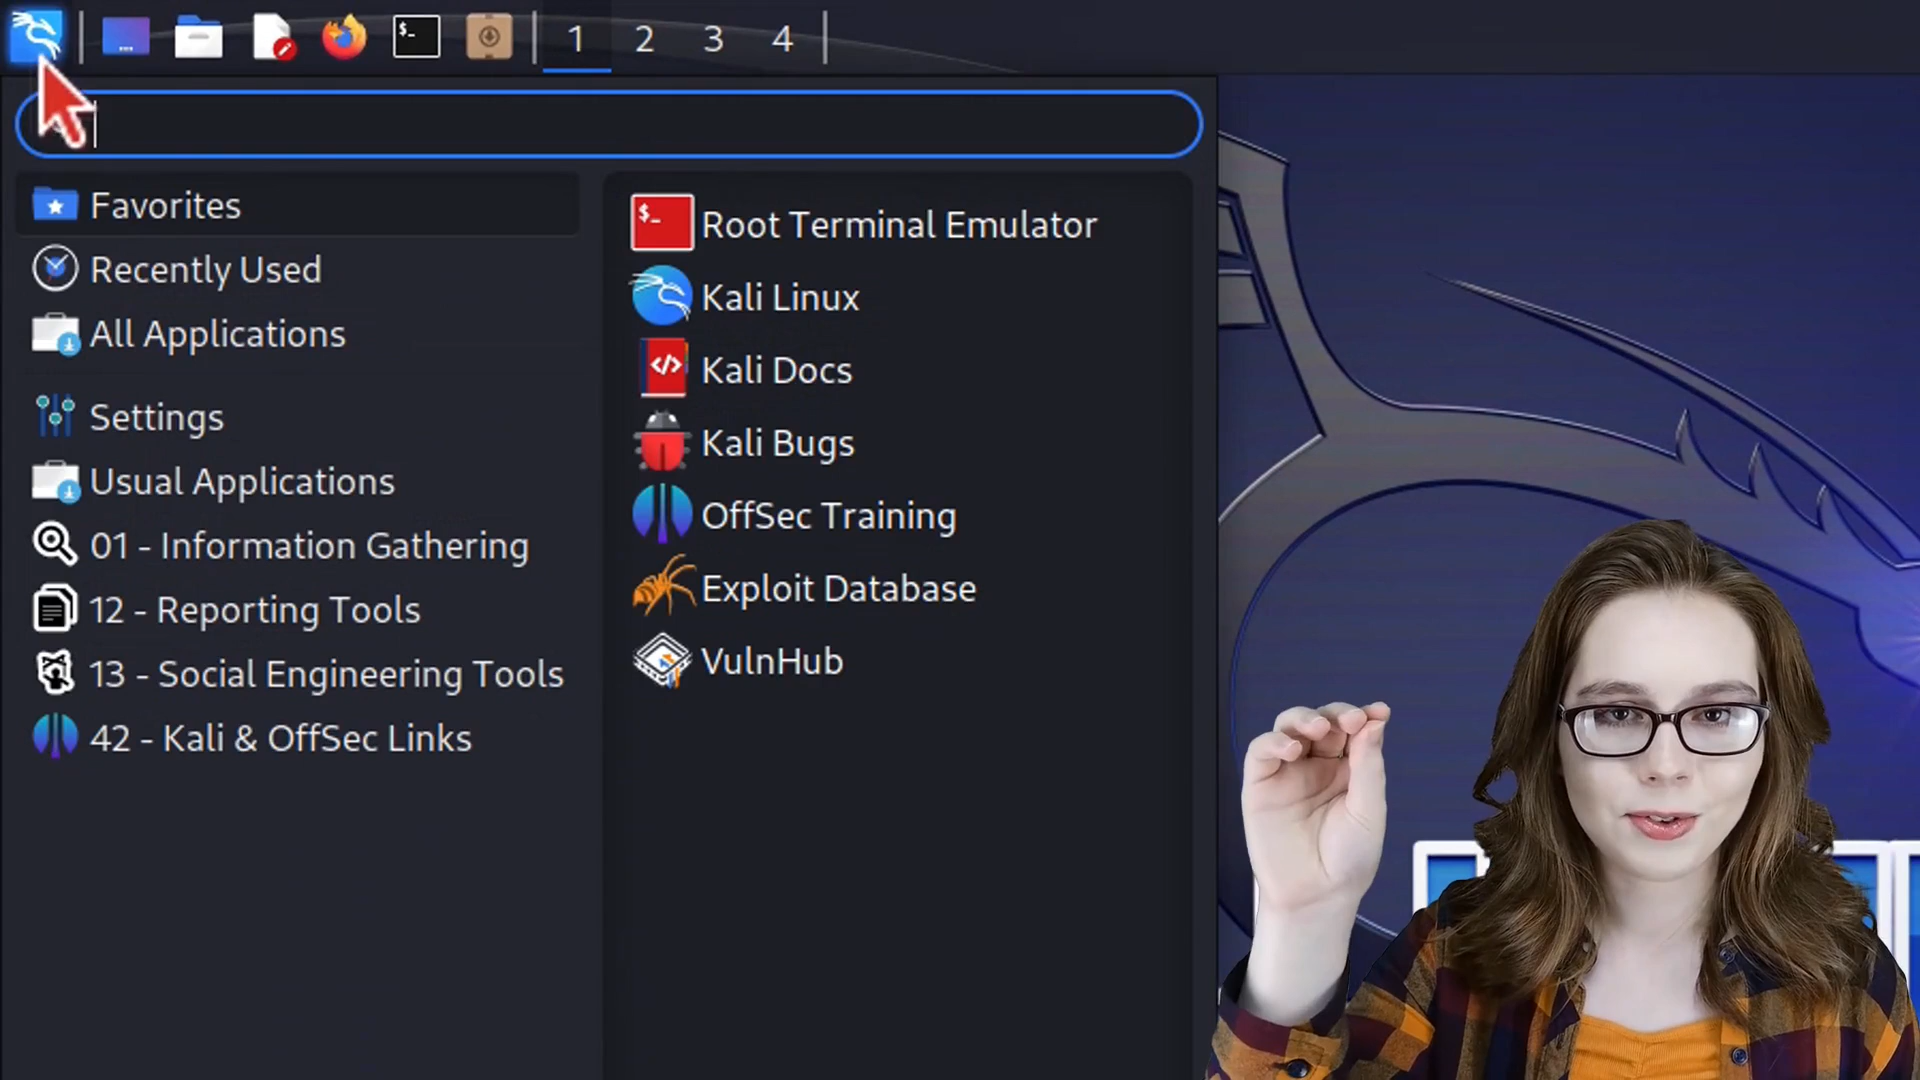 1 2 3 4
Favorites
Recently Used
All Applications
Settings
Usual Applications
01 - Information Gathering
12 - Reporting Tools
13 - Social Engineering Tools
42 - Kali & OffSec Links
$_ Root Terminal Emulator
Kali Linux
</> Kali Docs
Kali Bugs
OffSec Training
Exploit Database
VulnHub